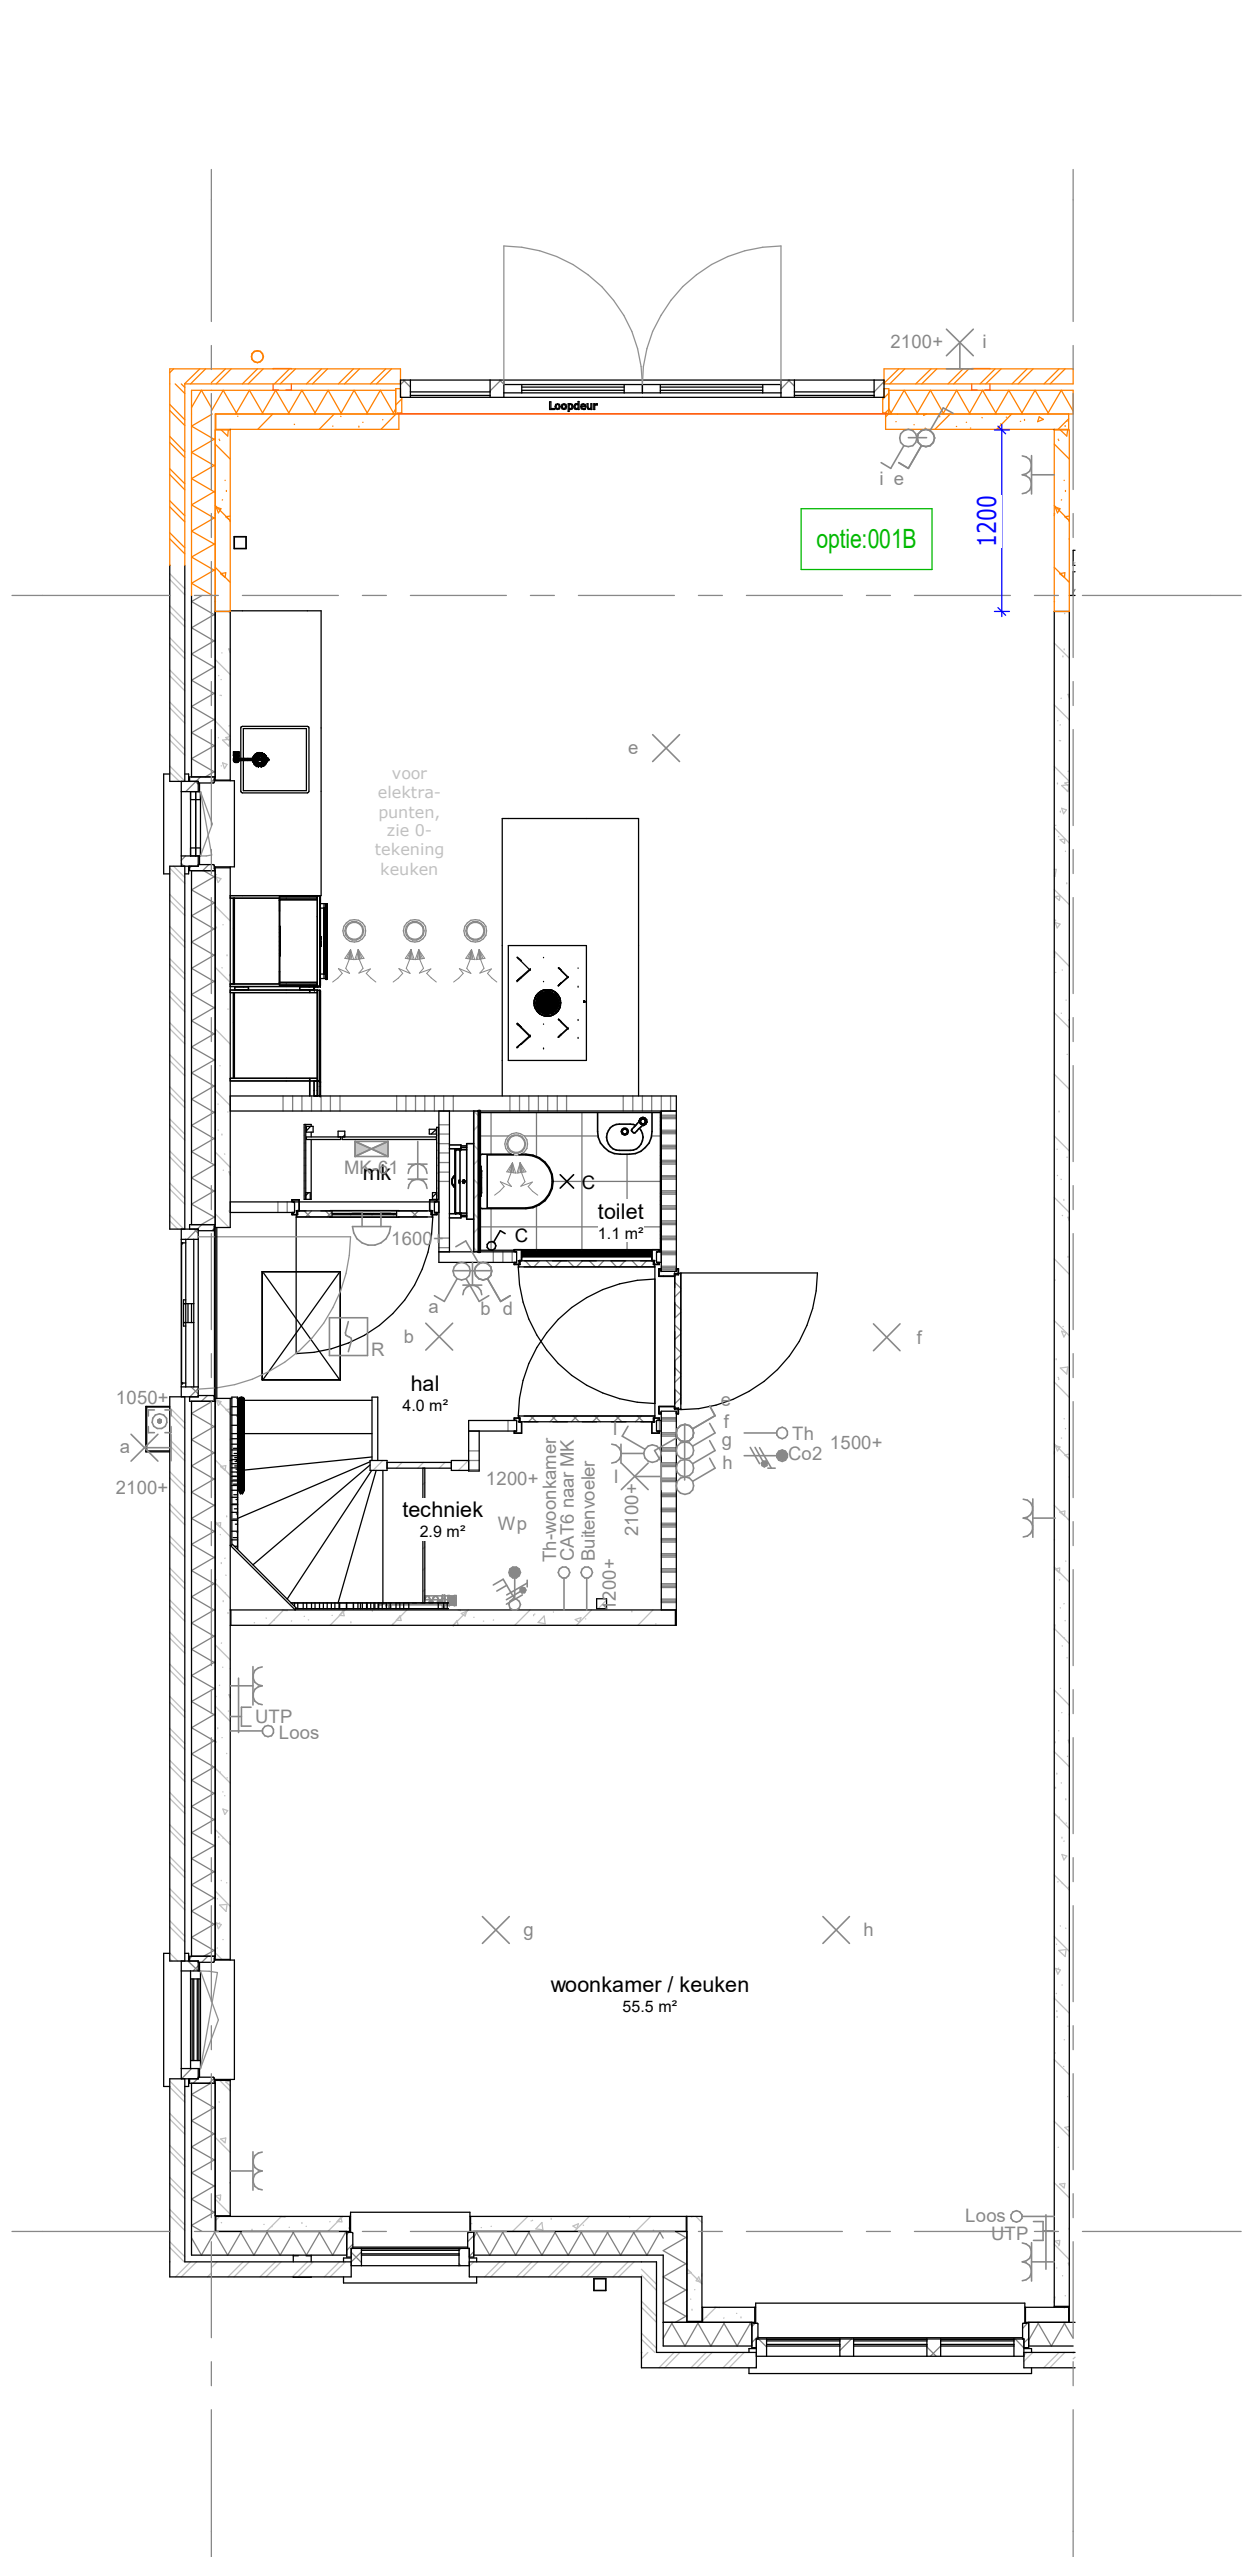 2100+
i
Loopdeur
i
e
1200
optie:001B
e
voor
elektra-
punten,
zie 0-
tekening
keuken
MK-61
mk
C
toilet
1.1 m²
C
1600+
a
b
d
R
b
f
hal
4.0 m²
1050+
a
2100+
e
f
g
h
Th
Co2
1500+
1200+
techniek
2.9 m²
Wp
Th-woonkamer
CAT6 naar MK
Buitenvoeler
2100+
UTP
Loos
g
h
woonkamer / keuken
55.5 m²
Loos
UTP